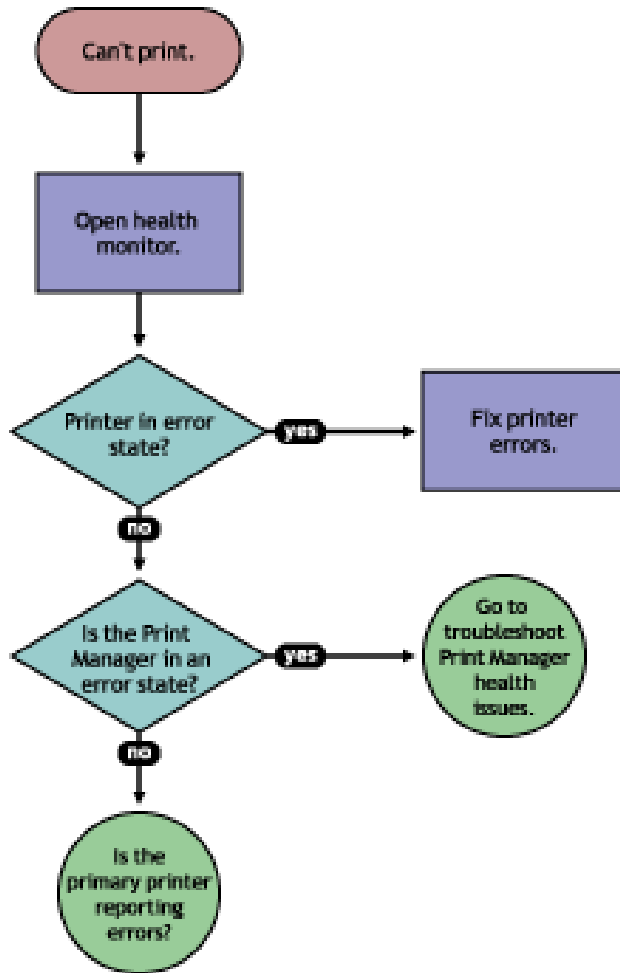 Can't print.
Open health
monitor.
Printer in error
state?
yes
Fix printer
errors.
no
Is the Print
Manager in an
error state?
yes
Go to
troubleshoot
Print Manager
health
issues.
no
Is the
primary printer
reporting
errors?